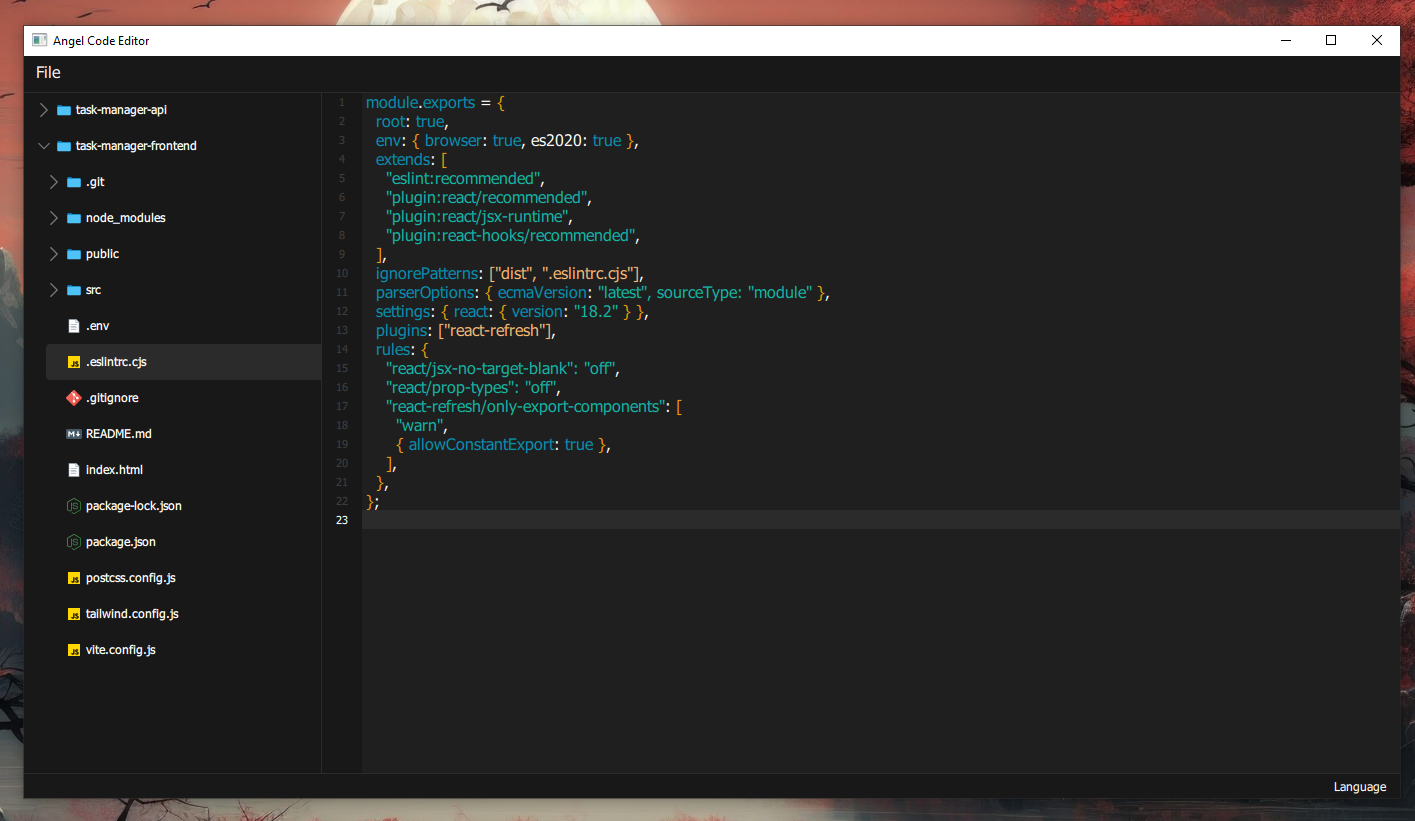 Angel Code Editor
File
task-manager-api
task-manager-frontend
.git
node_modules
public
src
.env
.eslintrc.cjs
.gitignore
README.md
index.html
package-lock.json
package.json
postcss.config.js
tailwind.config.js
vite.config.js
1 module.exports = {
2   root: true,
3   env: { browser: true, es2020: true },
4   extends: [
5     "eslint:recommended",
6     "plugin:react/recommended",
7     "plugin:react/jsx-runtime",
8     "plugin:react-hooks/recommended",
9   ],
10   ignorePatterns: ["dist", ".eslintrc.cjs"],
11   parserOptions: { ecmaVersion: "latest", sourceType: "module" },
12   settings: { react: { version: "18.2" } },
13   plugins: ["react-refresh"],
14   rules: {
15     "react/jsx-no-target-blank": "off",
16     "react/prop-types": "off",
17     "react-refresh/only-export-components": [
18       "warn",
19       { allowConstantExport: true },
20     ],
21   },
22 };
23
Language